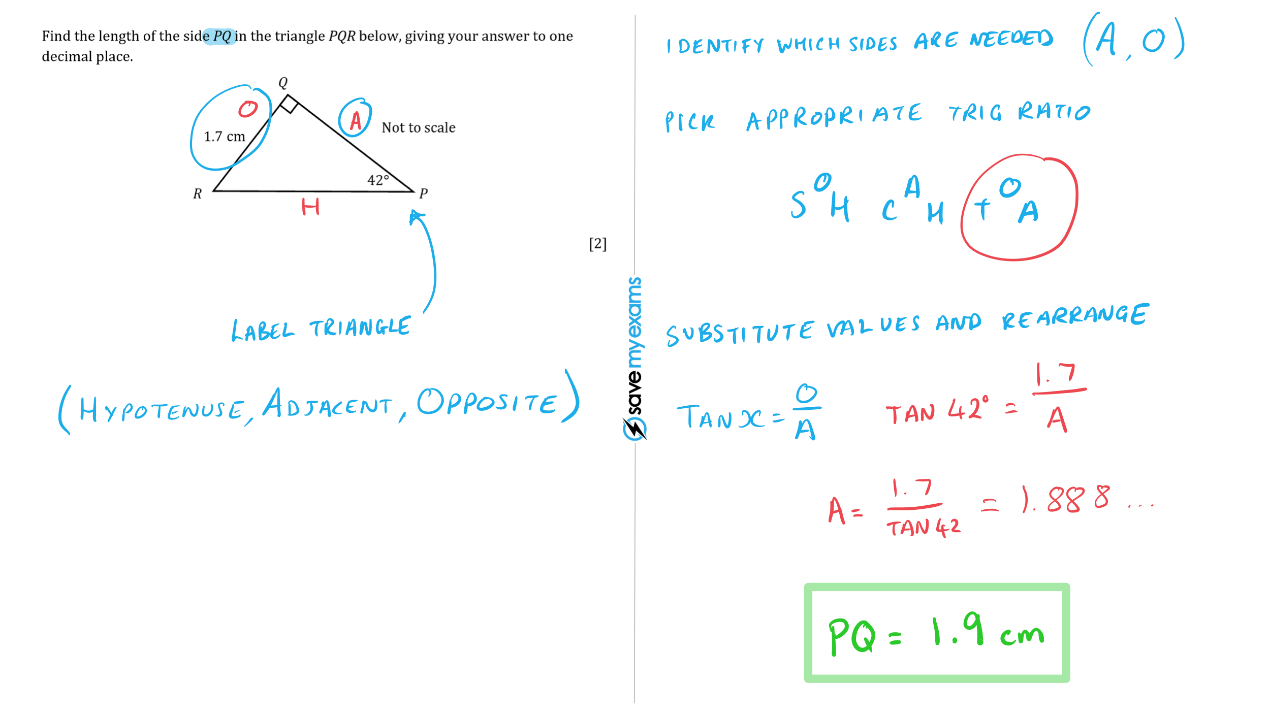 Find the length of the side PQ in the triangle PQR below, giving your answer to one
decimal place.
Q
O
A
1.7 cm
Not to scale
42°
R
P
H
[2]
LABEL TRIANGLE
(HYPOTENUSE, ADJACENT, OPPOSITE)
savemyexams
IDENTIFY WHICH SIDES ARE NEEDED (A, O)
PICK APPROPRIATE TRIG RATIO
S O H C A H T O A
SUBSTITUTE VALUES AND REARRANGE
TAN x = O/A TAN 42° = 1.7/A
A = 1.7/TAN 42 = 1.888 ...
PQ = 1.9 cm